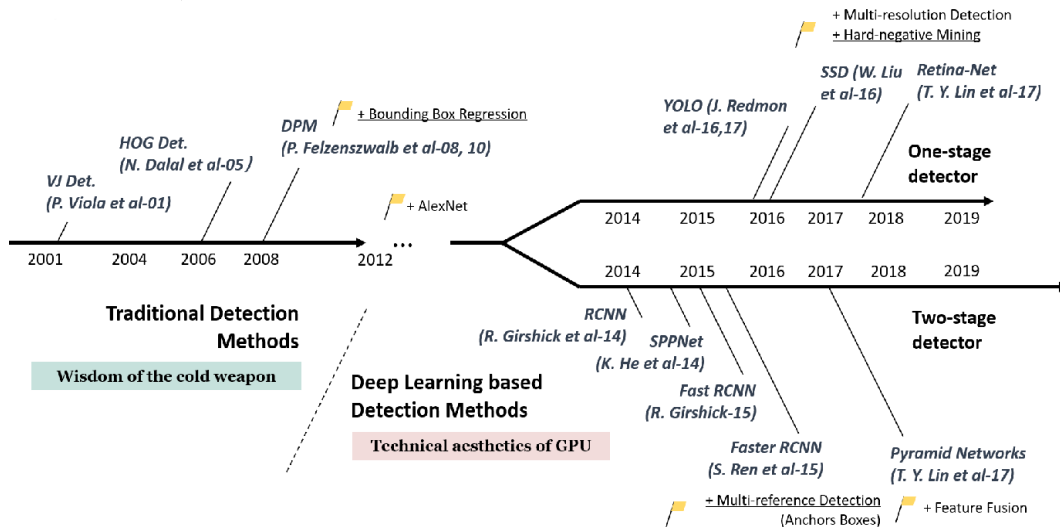 + Multi-resolution Detection
+ Hard-negative Mining
SSD (W. Liu
et al-16)
Retina-Net
(T. Y. Lin et al-17)
YOLO (J. Redmon
et al-16,17)
+ Bounding Box Regression
DPM
(P. Felzenszwalb et al-08, 10)
HOG Det.
(N. Dalal et al-05)
VJ Det.
(P. Viola et al-01)
One-stage
detector
+ AlexNet
...
2014 2015 2016 2017 2018 2019
2001 2004 2006 2008 2012
2014 2015 2016 2017 2018 2019
Two-stage
detector
Traditional Detection
Methods
Wisdom of the cold weapon
RCNN
(R. Girshick et al-14)
SPPNet
(K. He et al-14)
Deep Learning based
Detection Methods
Technical aesthetics of GPU
Fast RCNN
(R. Girshick-15)
Faster RCNN
(S. Ren et al-15)
Pyramid Networks
(T. Y. Lin et al-17)
+ Multi-reference Detection
(Anchors Boxes)
+ Feature Fusion